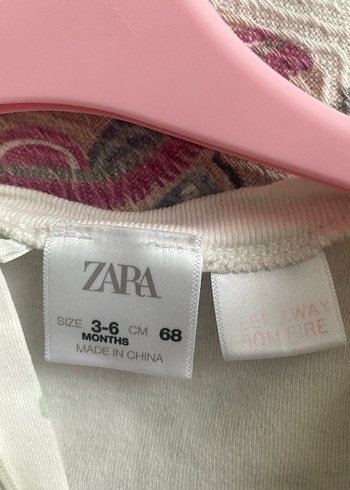 ZARA
SIZE 3-6 CM 68
MONTHS
MADE IN CHINA
KEEP AWAY
FROM FIRE